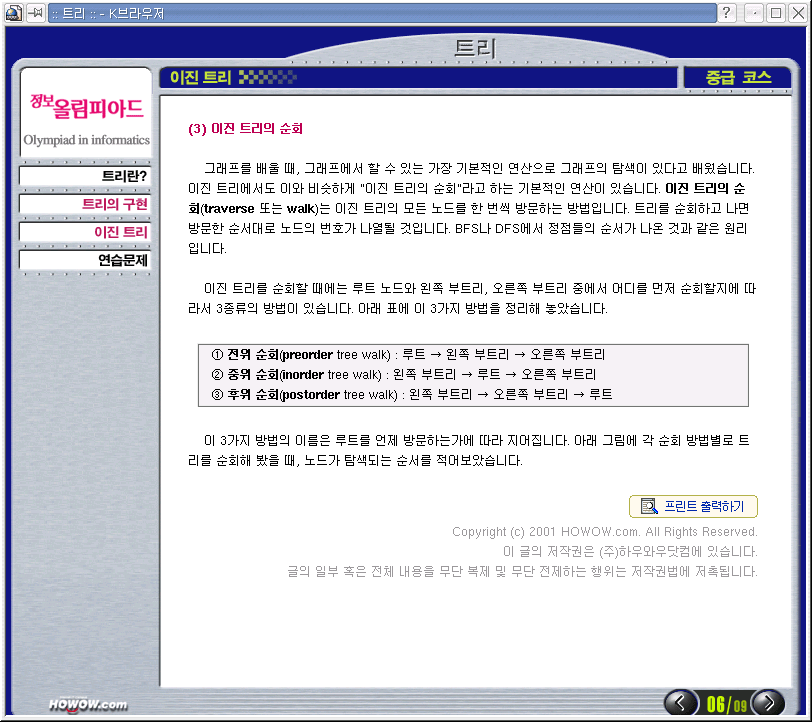 :: 트리 :: - K브라우저
트리
이진 트리
중급 코스
정보올림피아드
Olympiad in informatics
트리란?
트리의 구현
이진 트리
연습문제
(3) 이진 트리의 순회
그래프를 배울 때, 그래프에서 할 수 있는 가장 기본적인 연산으로 그래프의 탐색이 있다고 배웠습니다.
이진 트리에서도 이와 비슷하게 "이진 트리의 순회"라고 하는 기본적인 연산이 있습니다. 이진 트리의 순
회(traverse 또는 walk)는 이진 트리의 모든 노드를 한 번씩 방문하는 방법입니다. 트리를 순회하고 나면
방문한 순서대로 노드의 번호가 나열될 것입니다. BFS나 DFS에서 정점들의 순서가 나온 것과 같은 원리
입니다.
이진 트리를 순회할 때에는 루트 노드와 왼쪽 부트리, 오른쪽 부트리 중에서 어디를 먼저 순회할지에 따
라서 3종류의 방법이 있습니다. 아래 표에 이 3가지 방법을 정리해 놓았습니다.
① 전위 순회(preorder tree walk) : 루트 → 왼쪽 부트리 → 오른쪽 부트리
② 중위 순회(inorder tree walk) : 왼쪽 부트리 → 루트 → 오른쪽 부트리
③ 후위 순회(postorder tree walk) : 왼쪽 부트리 → 오른쪽 부트리 → 루트
이 3가지 방법의 이름은 루트를 언제 방문하는가에 따라 지어집니다. 아래 그림에 각 순회 방법별로 트
리를 순회해 봤을 때, 노드가 탐색되는 순서를 적어보았습니다.
프린트 출력하기
Copyright (c) 2001 HOWOW.com. All Rights Reserved.
이 글의 저작권은 (주)하우와우닷컴에 있습니다.
글의 일부 혹은 전체 내용을 무단 복제 및 무단 전제하는 행위는 저작권법에 저촉됩니다.
HOWOW.com
06/09